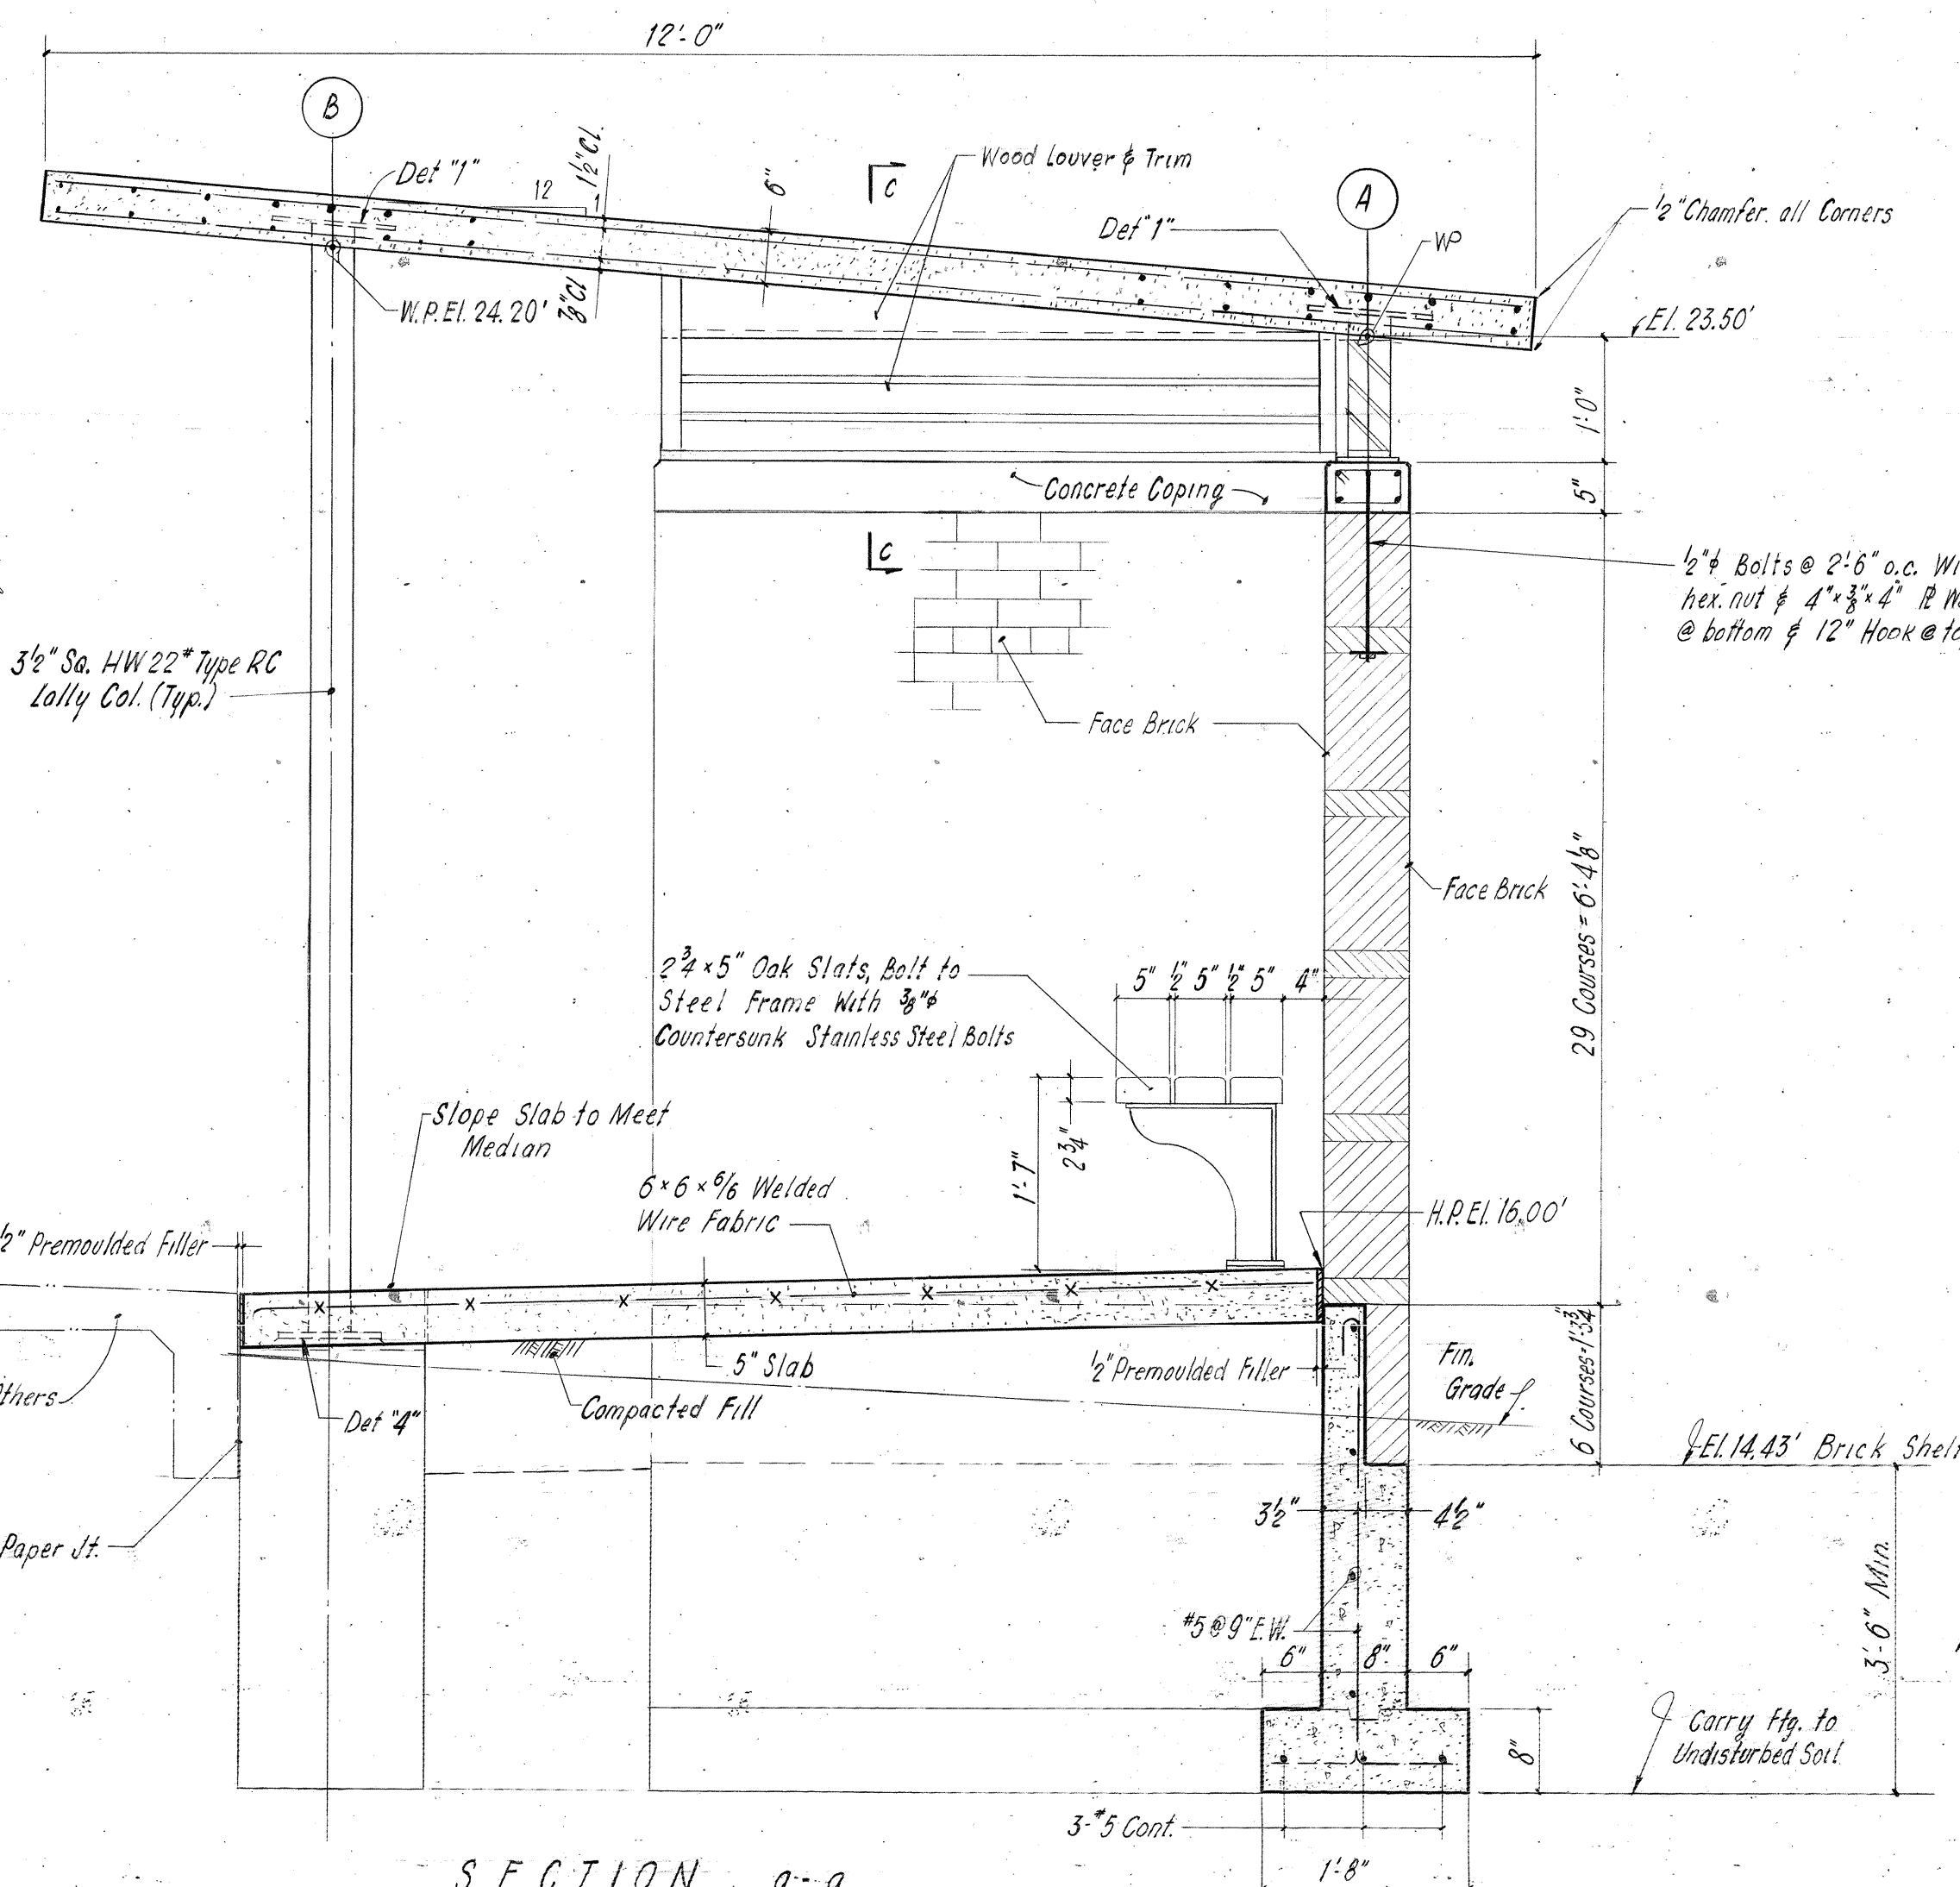 12'-0"
B
A
Det "1"
12
1
1½"Cl.
6"
⅞"Cl
C
Wood Louver & Trim
Det "1"
WP
½" Chamfer. all Corners
W.P. El. 24.20'
El. 23.50'
1'-0"
5"
Concrete Coping
C
½"ϕ Bolts @ 2'-6" o.c.
hex. nut & 4"×⅜"×4" ℄
@ bottom & 12" Hook @
3½" Sq. HW 22# Type RC
Lally Col. (Typ.)
Face Brick
Face Brick
29 Courses = 6'-4⅛"
2¾ × 5" Oak Slats, Bolt to
Steel Frame With ⅜"ϕ
Countersunk Stainless Steel Bolts
5" ½" 5" ½" 5" 4"
1'-7"
2¾"
Slope Slab to Meet
Median
6 × 6 × 6/6 Welded
Wire Fabric
H.P. El. 16.00'
½" Premoulded Filler
5" Slab
½" Premoulded Filler
Fin.
Grade
6 Courses=1'-3¾"
Compacted Fill
Det "4"
thers
El. 14.43' Brick Shelf
Paper Jt.
3½"
4½"
#5 @ 9" E.W.
6" 8" 6"
3'-6" Min.
8"
Carry ftg. to
Undisturbed Soil
3-#5 Cont.
1'-8"
SECTION a-a